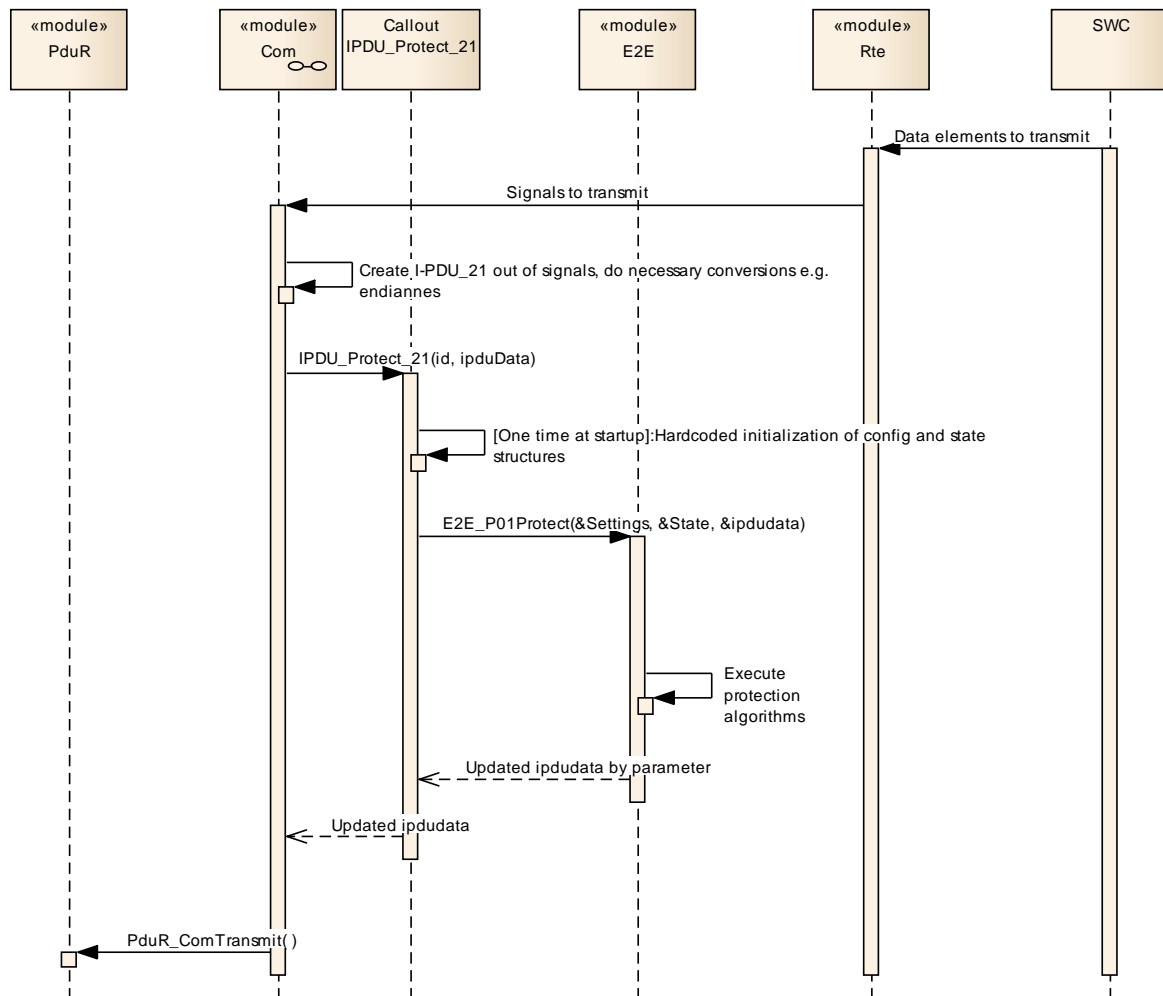 «module»
PduR
«module»
Com
Callout
IPDU_Protect_21
«module»
E2E
«module»
Rte
SWC
Data elements to transmit
Signals to transmit
Create I-PDU_21 out of signals, do necessary conversions e.g.
endiannes
IPDU_Protect_21(id, ipduData)
[One time at startup]:Hardcoded initialization of config and state
structures
E2E_P01Protect(&Settings, &State, &ipdudata)
Execute
protection
algorithms
Updated ipdudata by parameter
Updated ipdudata
PduR_ComTransmit( )